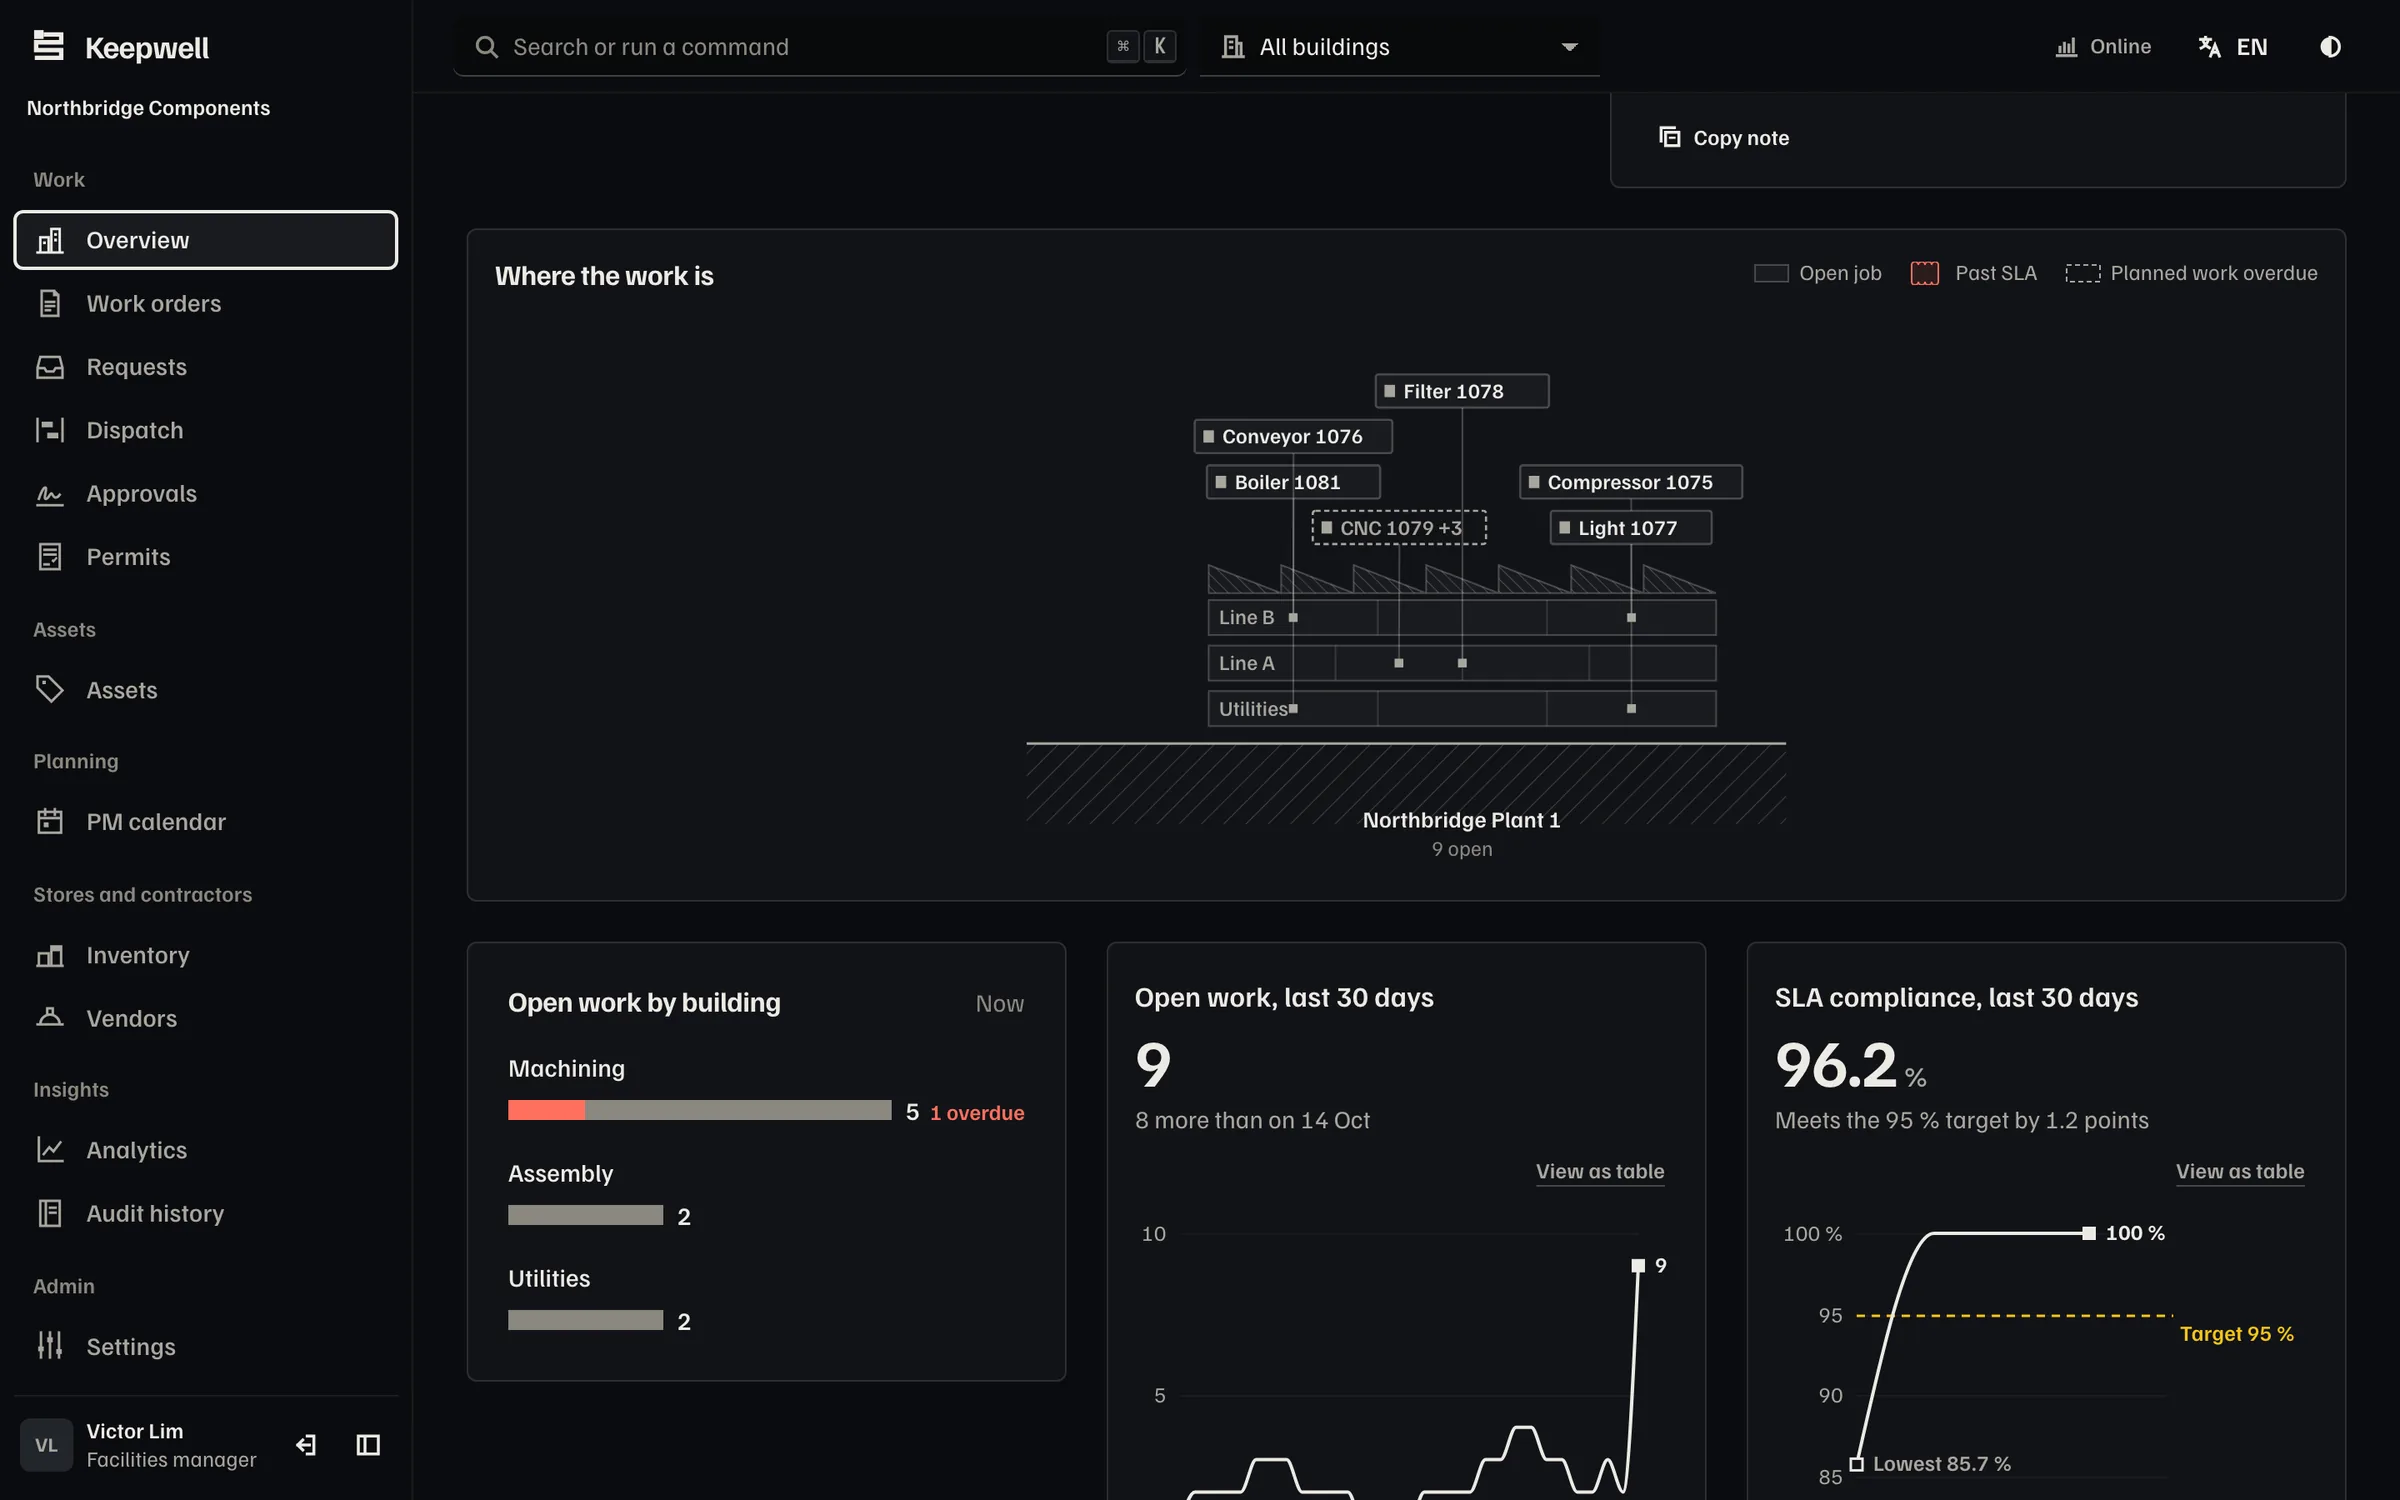 Keepwell
Northbridge Components
Work
Overview
Work orders
Requests
Dispatch
Approvals
Permits
Assets
Assets
Planning
PM calendar
Stores and contractors
Inventory
Vendors
Insights
Analytics
Audit history
Admin
Settings
VL
Victor Lim
Facilities manager
Search or run a command
⌘ K
All buildings
Online
EN
Copy note
Where the work is
Open job
Past SLA
Planned work overdue
Filter 1078
Conveyor 1076
Boiler 1081
Compressor 1075
CNC 1079 +3
Light 1077
Line B
Line A
Utilities
Northbridge Plant 1
9 open
Open work by building
Now
Machining
5 1 overdue
Assembly
2
Utilities
2
Open work, last 30 days
9
8 more than on 14 Oct
View as table
10
9
5
SLA compliance, last 30 days
96.2 %
Meets the 95 % target by 1.2 points
View as table
100 %
100 %
95
Target 95 %
90
Lowest 85.7 %
85